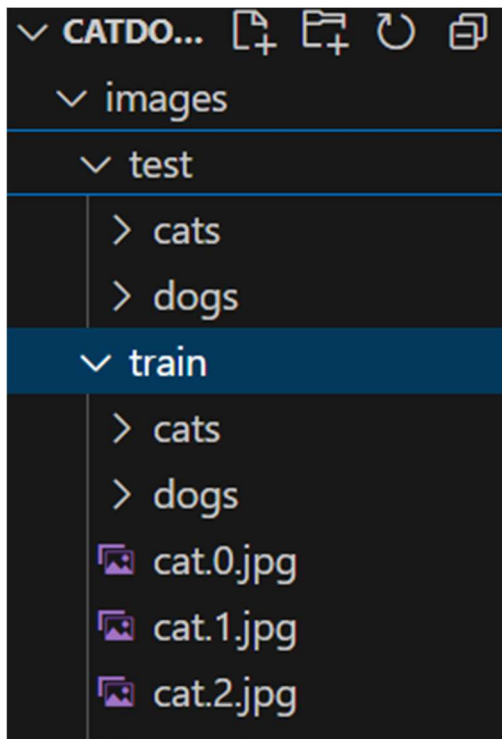 CATDO...
images
test
cats
dogs
train
cats
dogs
cat.0.jpg
cat.1.jpg
cat.2.jpg